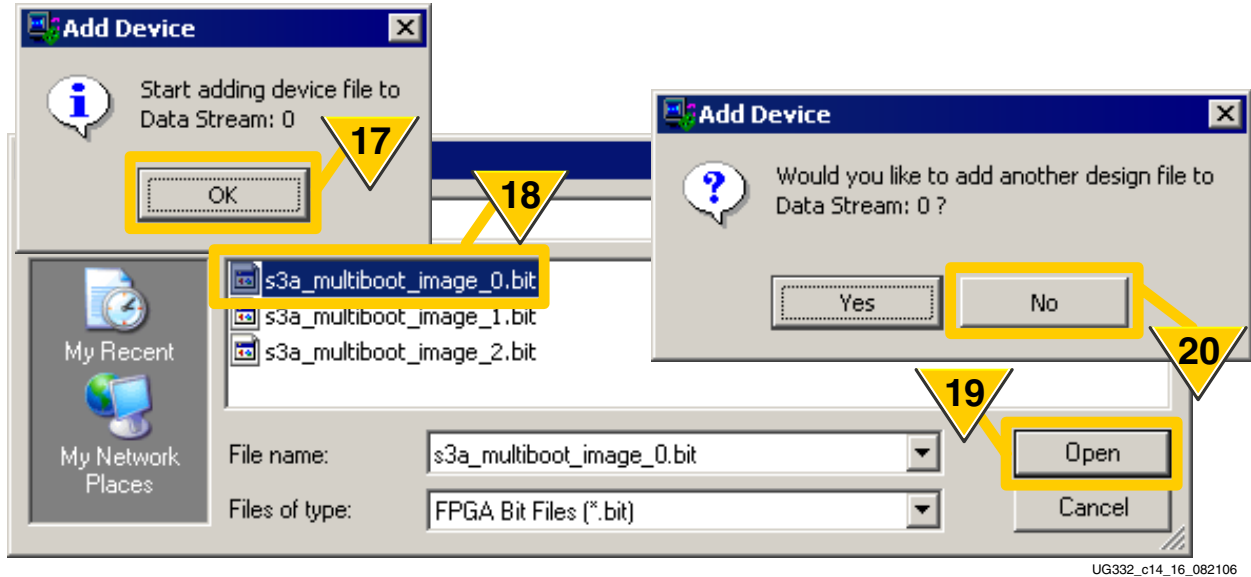 Add Device
Start adding device file to
Data Stream: 0
OK
17
18
Add Device
Would you like to add another design file to
Data Stream: 0 ?
Yes
No
20
s3a_multiboot_image_0.bit
s3a_multiboot_image_1.bit
s3a_multiboot_image_2.bit
My Recent
My Network
Places
19
File name:
s3a_multiboot_image_0.bit
Open
Files of type:
FPGA Bit Files (*.bit)
Cancel
UG332_c14_16_082106